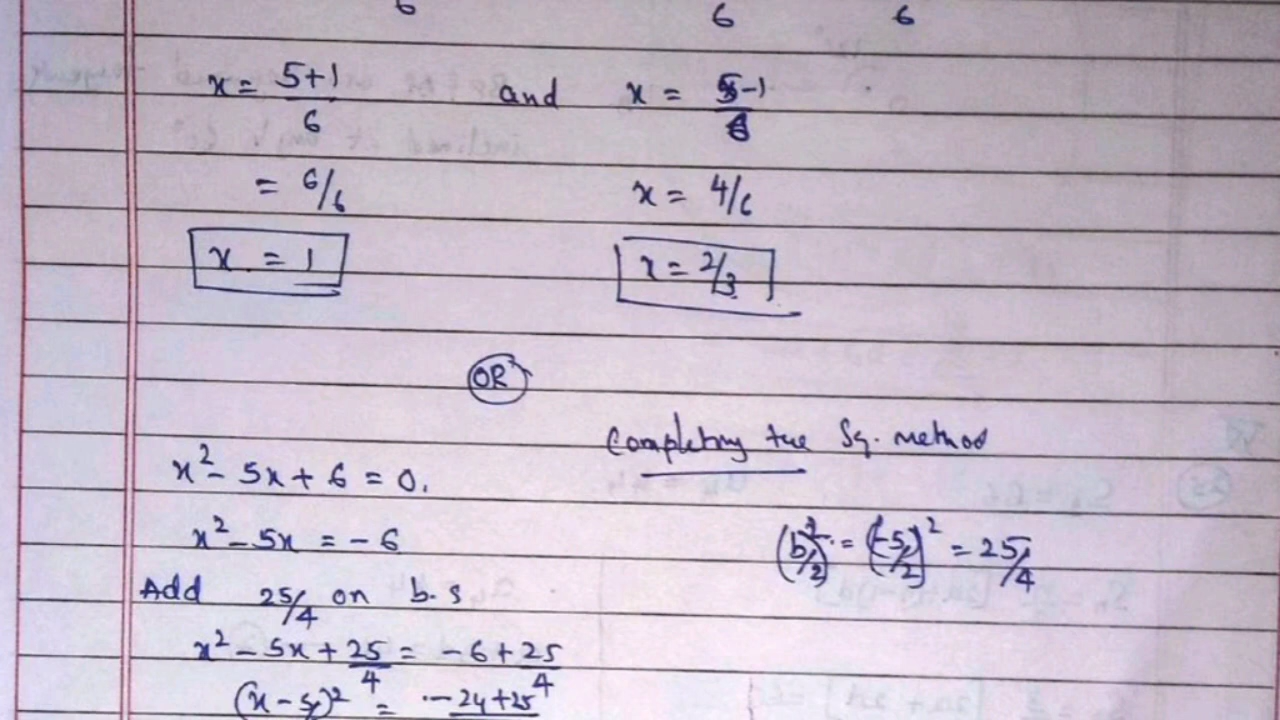 6 6 6
x = 5+1/6 and x = 5-1/6
= 6/6 x = 4/6
x = 1 x = 2/3
OR
Completing the Sq. method
x² - 5x + 6 = 0.
x² - 5x = -6 (b/2)² = (-5/2)² = 25/4
Add 25/4 on b.s
x² - 5x + 25/4 = -6 + 25/4
(x - 5/)² = -24+25